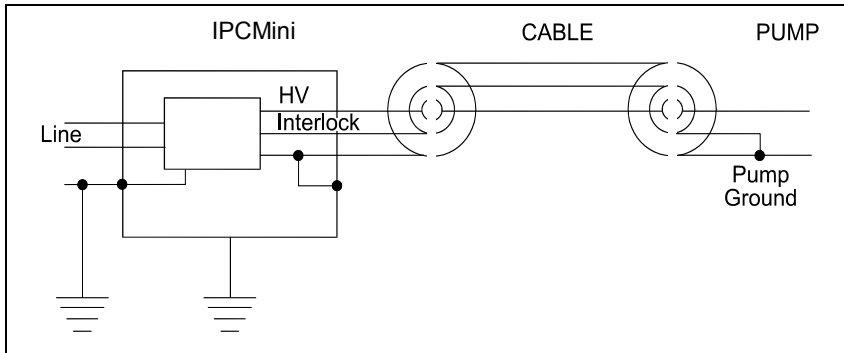 IPCMini
CABLE
PUMP
HV
Interlock
Line
Pump
Ground